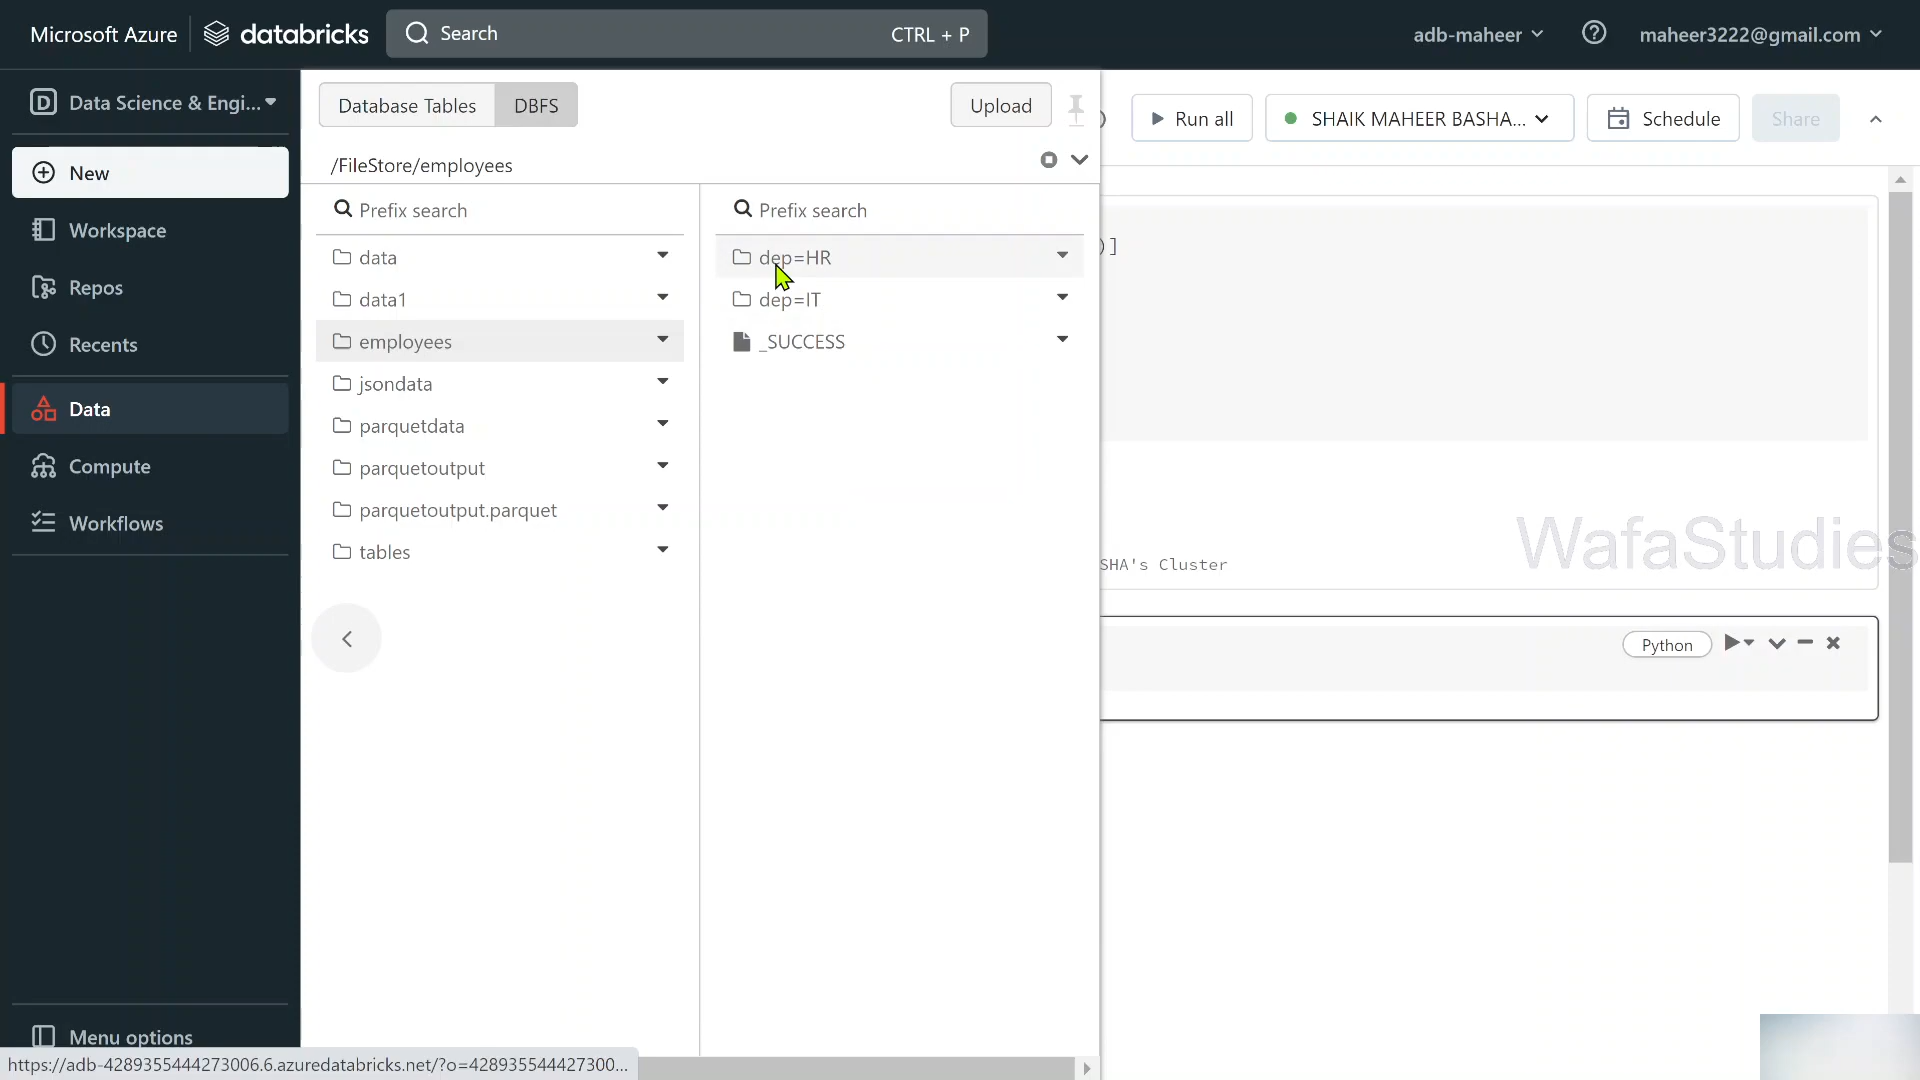 Microsoft Azure
databricks
Search
CTRL + P
adb-maheer
maheer3222@gmail.com
Data Science & Engi...
New
Workspace
Repos
Recents
Data
Compute
Workflows
Menu options
Database Tables
DBFS
Upload
/FileStore/employees
Prefix search
data
data1
employees
jsondata
parquetdata
parquetoutput
parquetoutput.parquet
tables
Prefix search
dep=HR
dep=IT
_SUCCESS
Run all
SHAIK MAHEER BASHA...
Schedule
Share
)]
WafaStudies
SHA's Cluster
Python
https://adb-4289355444273006.6.azuredatabricks.net/?o=428935544427300...